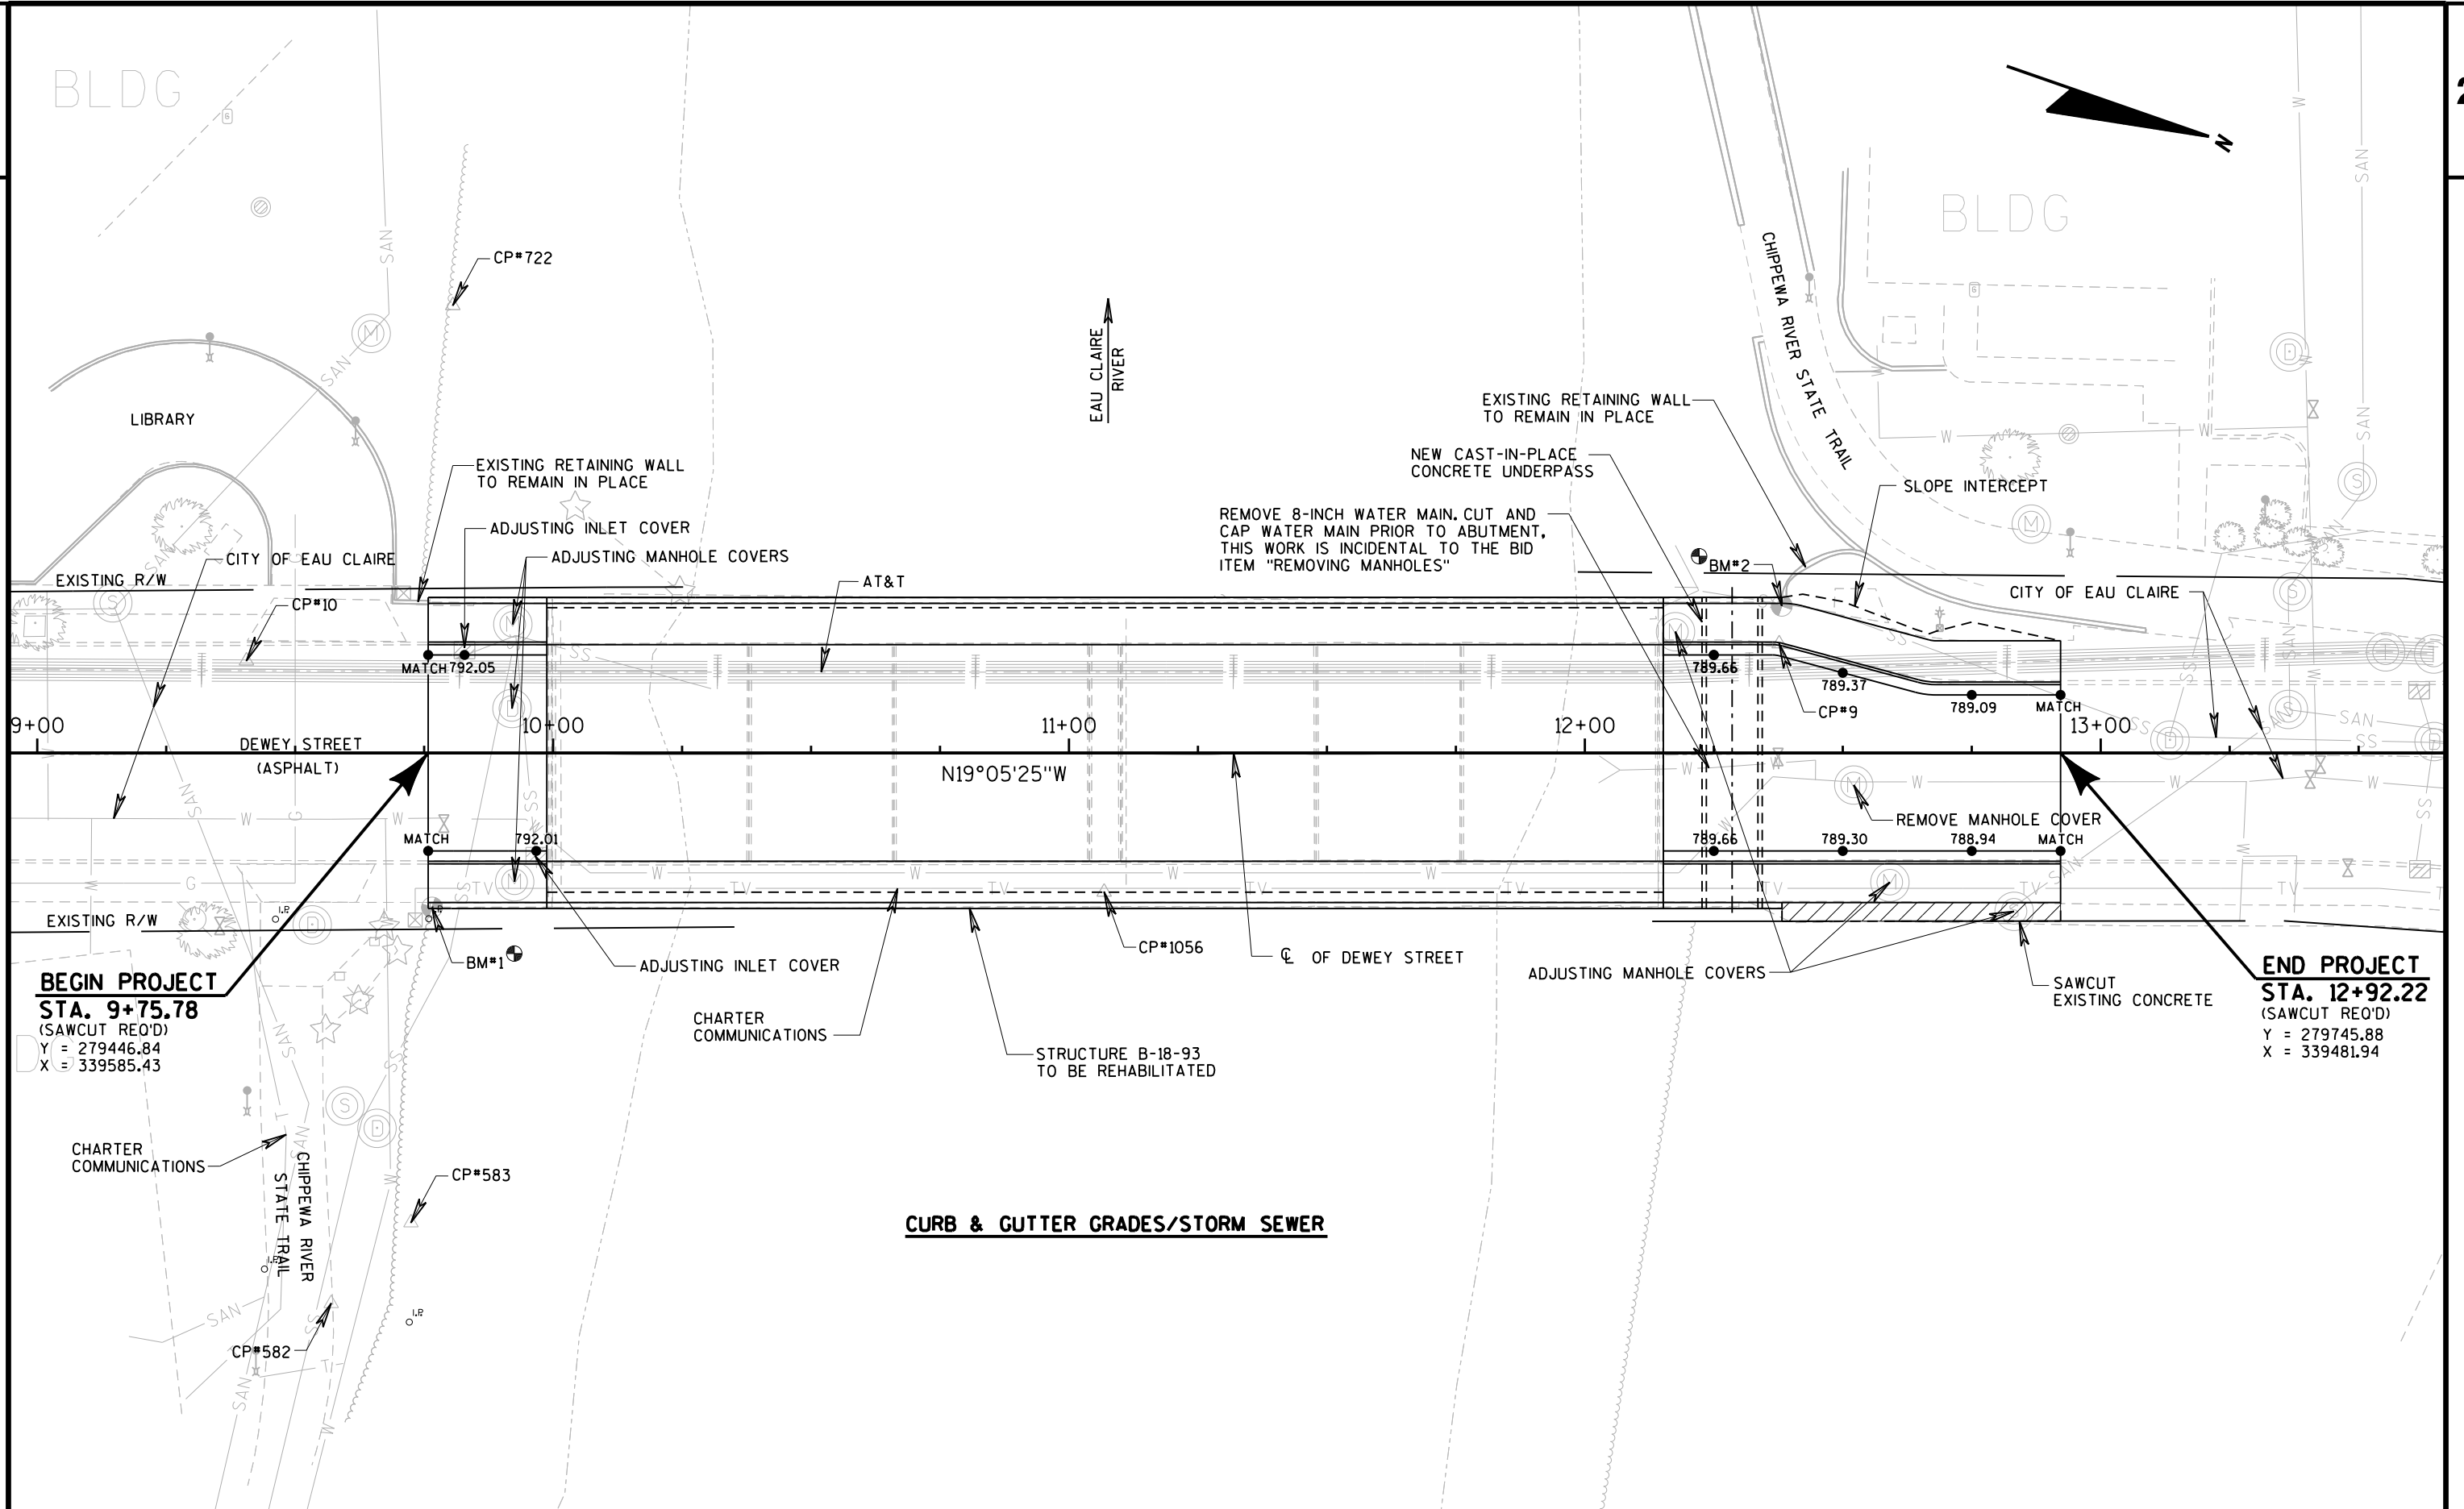 BLDG
SAN
CP#722
N
BLDG
SAN
W
SAN
CHIPPEWA RIVER STATE TRAIL
EAU CLAIRE
RIVER
LIBRARY
EXISTING RETAINING WALL
TO REMAIN IN PLACE
EXISTING RETAINING WALL
TO REMAIN IN PLACE
NEW CAST-IN-PLACE
CONCRETE UNDERPASS
SLOPE INTERCEPT
ADJUSTING INLET COVER
REMOVE 8-INCH WATER MAIN. CUT AND
CAP WATER MAIN PRIOR TO ABUTMENT,
THIS WORK IS INCIDENTAL TO THE BID
ITEM "REMOVING MANHOLES"
CITY OF EAU CLAIRE
ADJUSTING MANHOLE COVERS
EXISTING R/W
AT&T
BM#2
CITY OF EAU CLAIRE
CP#10
MATCH
792.05
789.66
789.37
789.09
MATCH
CP#9
9+00
10+00
11+00
12+00
13+00
DEWEY STREET
(ASPHALT)
N19°05'25"W
REMOVE MANHOLE COVER
MATCH
792.01
789.66
789.30
788.94
MATCH
EXISTING R/W
BM#1
ADJUSTING INLET COVER
CP#1056
℄ OF DEWEY STREET
ADJUSTING MANHOLE COVERS
SAWCUT
EXISTING CONCRETE
BEGIN PROJECT
STA. 9+75.78
(SAWCUT REQ'D)
Y = 279446.84
X = 339585.43
END PROJECT
STA. 12+92.22
(SAWCUT REQ'D)
Y = 279745.88
X = 339481.94
CHARTER
COMMUNICATIONS
STRUCTURE B-18-93
TO BE REHABILITATED
CHARTER
COMMUNICATIONS
CHIPPEWA RIVER
STATE TRAIL
CP#583
CURB & GUTTER GRADES/STORM SEWER
I.P.
SAN
CP#582